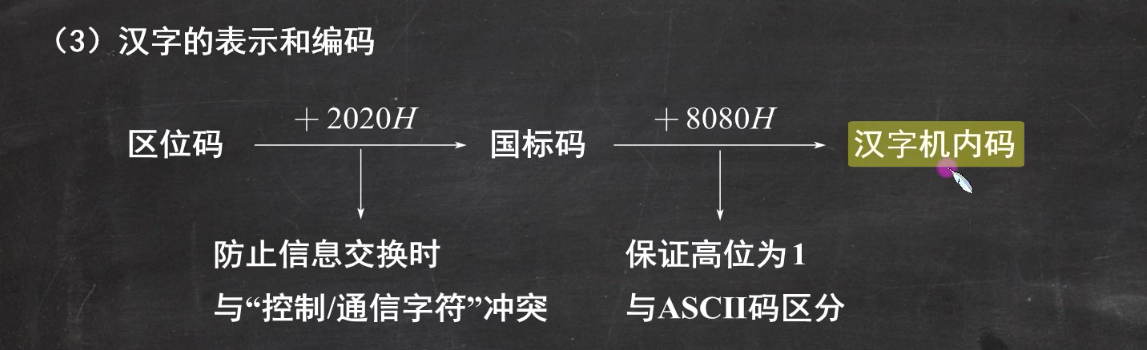 （3）汉字的表示和编码
+ 2020H
+ 8080H
区位码
国标码
汉字机内码
防止信息交换时
保证高位为1
与“控制/通信字符”冲突
与ASCII码区分